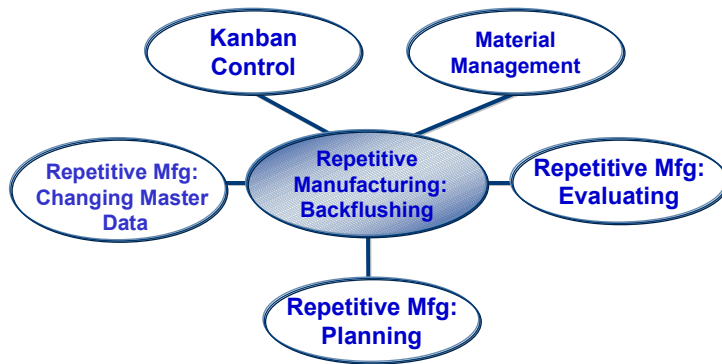 Kanban
Control
Material
Management
Repetitive Mfg:
Changing Master
Data
Repetitive
Manufacturing:
Backflushing
Repetitive Mfg:
Evaluating
Repetitive Mfg:
Planning